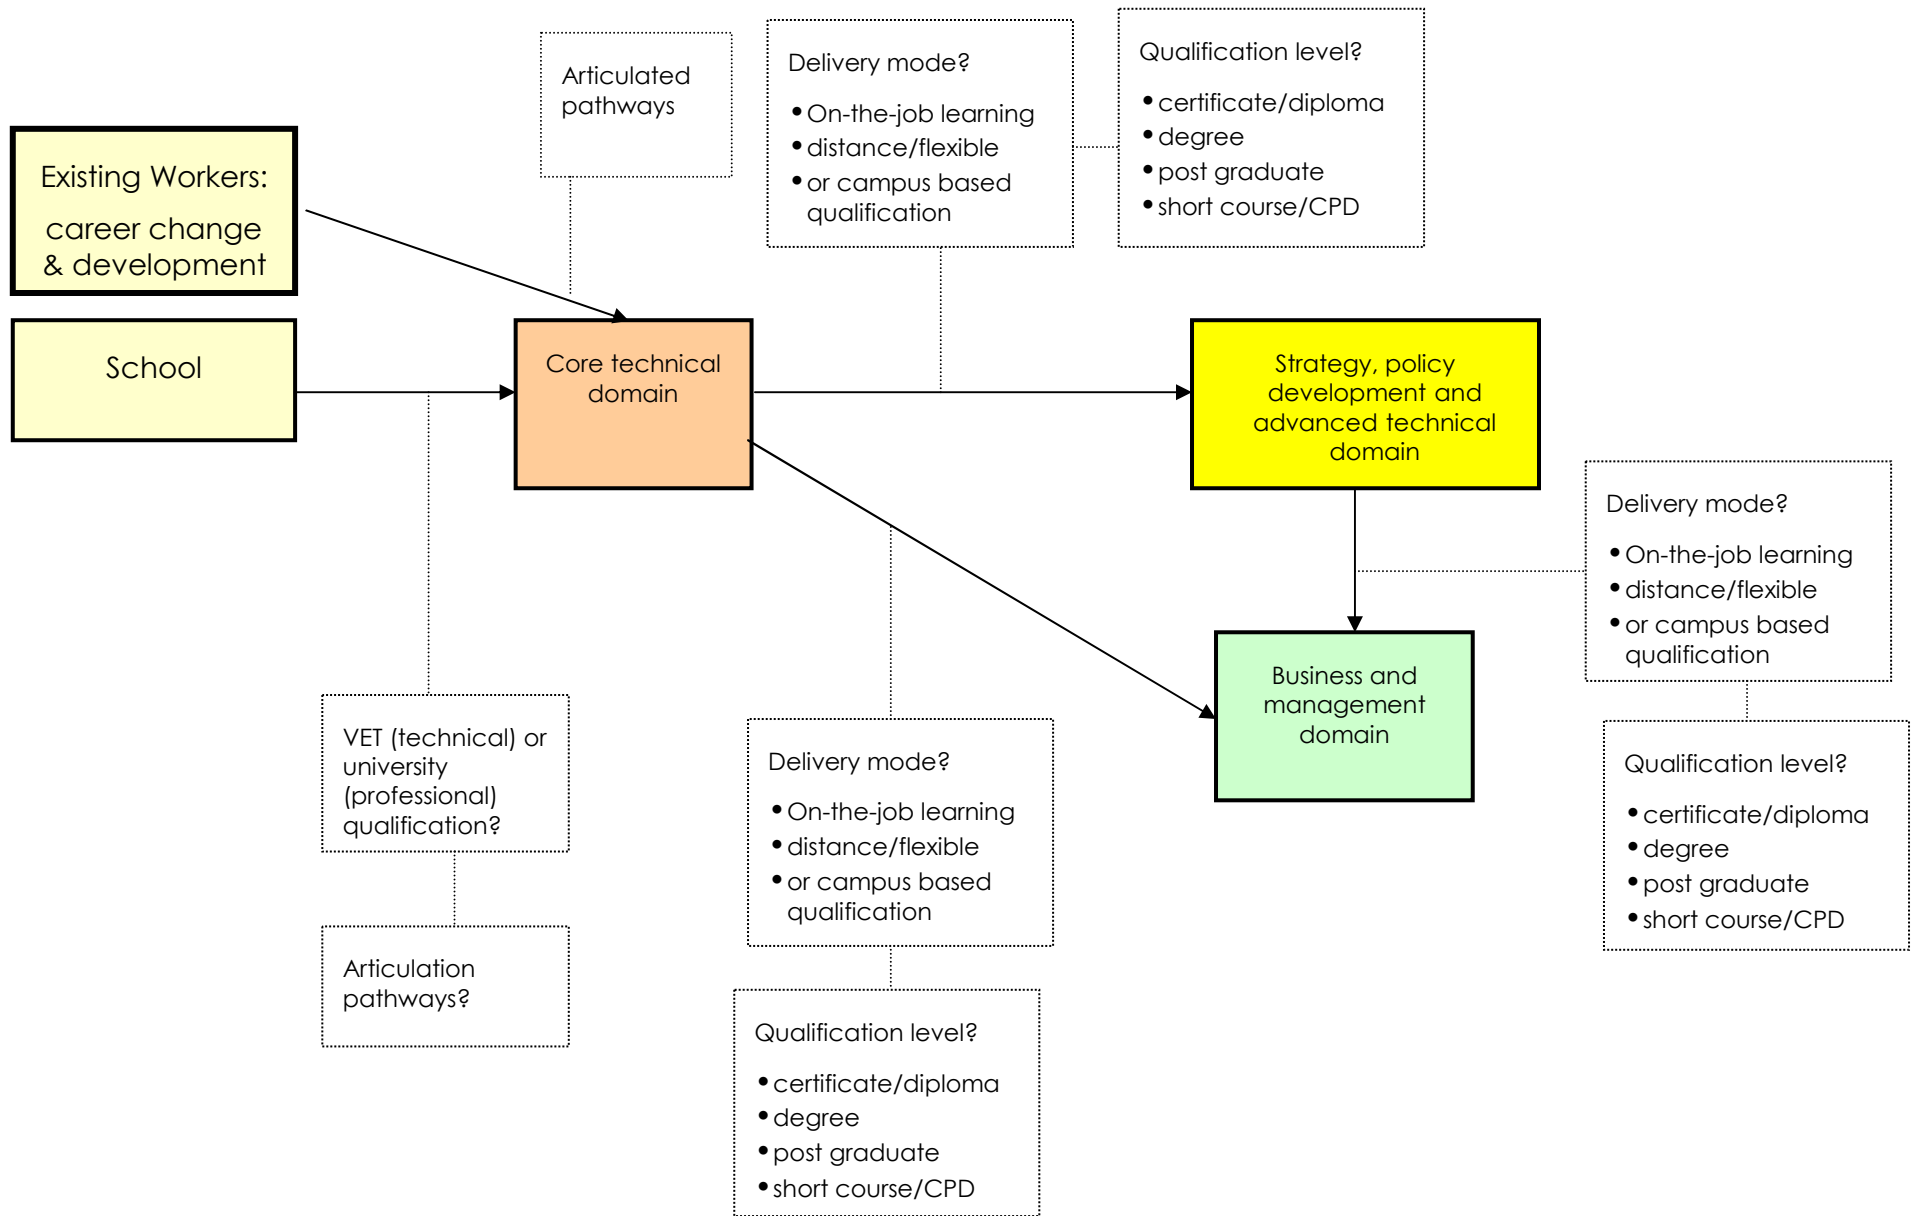 Articulated
pathways
Delivery mode?
• On-the-job learning
• distance/flexible
• or campus based
qualification
Qualification level?
• certificate/diploma
• degree
• post graduate
• short course/CPD
Existing Workers:
career change
& development
School
Core technical
domain
Strategy, policy
development and
advanced technical
domain
Delivery mode?
• On-the-job learning
• distance/flexible
• or campus based
qualification
Business and
management
domain
VET (technical) or
university
(professional)
qualification?
Delivery mode?
• On-the-job learning
• distance/flexible
• or campus based
qualification
Qualification level?
• certificate/diploma
• degree
• post graduate
• short course/CPD
Articulation
pathways?
Qualification level?
• certificate/diploma
• degree
• post graduate
• short course/CPD